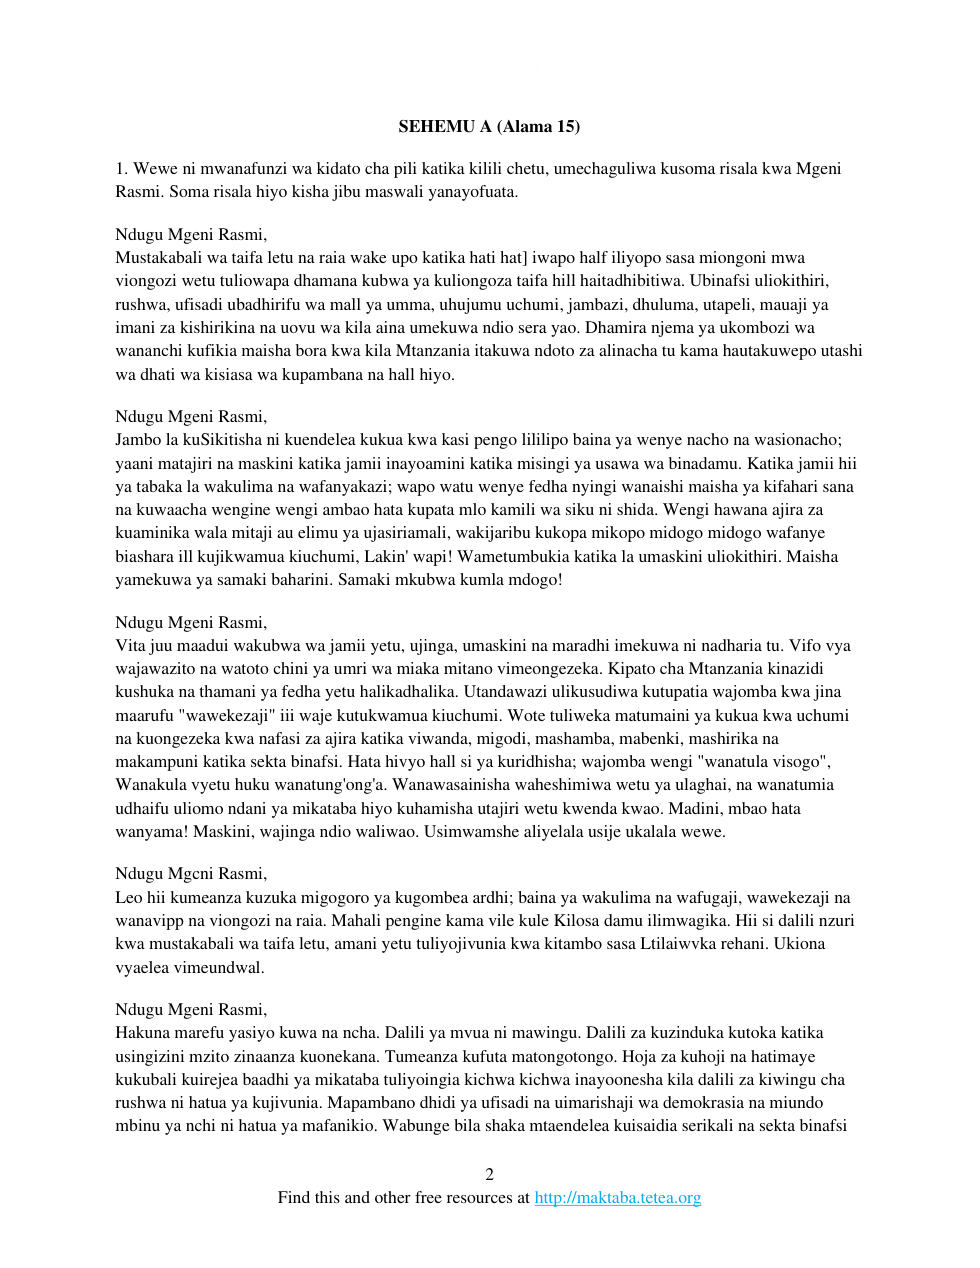 SEHEMU A (Alama 15)
1. Wewe ni mwanafunzi wa kidato cha pili katika kilili chetu, umechaguliwa kusoma risala kwa Mgeni
Rasmi. Soma risala hiyo kisha jibu maswali yanayofuata.
Ndugu Mgeni Rasmi,
Mustakabali wa taifa letu na raia wake upo katika hati hat] iwapo half iliyopo sasa miongoni mwa
viongozi wetu tuliowapa dhamana kubwa ya kuliongoza taifa hill haitadhibitiwa. Ubinafsi uliokithiri,
rushwa, ufisadi ubadhirifu wa mall ya umma, uhujumu uchumi, jambazi, dhuluma, utapeli, mauaji ya
imani za kishirikina na uovu wa kila aina umekuwa ndio sera yao. Dhamira njema ya ukombozi wa
wananchi kufikia maisha bora kwa kila Mtanzania itakuwa ndoto za alinacha tu kama hautakuwepo utashi
wa dhati wa kisiasa wa kupambana na hall hiyo.
Ndugu Mgeni Rasmi,
Jambo la kuSikitisha ni kuendelea kukua kwa kasi pengo lililipo baina ya wenye nacho na wasionacho;
yaani matajiri na maskini katika jamii inayoamini katika misingi ya usawa wa binadamu. Katika jamii hii
ya tabaka la wakulima na wafanyakazi; wapo watu wenye fedha nyingi wanaishi maisha ya kifahari sana
na kuwaacha wengine wengi ambao hata kupata mlo kamili wa siku ni shida. Wengi hawana ajira za
kuaminika wala mitaji au elimu ya ujasiriamali, wakijaribu kukopa mikopo midogo midogo wafanye
biashara ill kujikwamua kiuchumi, Lakin' wapi! Wametumbukia katika la umaskini uliokithiri. Maisha
yamekuwa ya samaki baharini. Samaki mkubwa kumla mdogo!
Ndugu Mgeni Rasmi,
Vita juu maadui wakubwa wa jamii yetu, ujinga, umaskini na maradhi imekuwa ni nadharia tu. Vifo vya
wajawazito na watoto chini ya umri wa miaka mitano vimeongezeka. Kipato cha Mtanzania kinazidi
kushuka na thamani ya fedha yetu halikadhalika. Utandawazi ulikusudiwa kutupatia wajomba kwa jina
maarufu "wawekezaji" iii waje kutukwamua kiuchumi. Wote tuliweka matumaini ya kukua kwa uchumi
na kuongezeka kwa nafasi za ajira katika viwanda, migodi, mashamba, mabenki, mashirika na
makampuni katika sekta binafsi. Hata hivyo hall si ya kuridhisha; wajomba wengi "wanatula visogo",
Wanakula vyetu huku wanatung'ong'a. Wanawasainisha waheshimiwa wetu ya ulaghai, na wanatumia
udhaifu uliomo ndani ya mikataba hiyo kuhamisha utajiri wetu kwenda kwao. Madini, mbao hata
wanyama! Maskini, wajinga ndio waliwao. Usimwamshe aliyelala usije ukalala wewe.
Ndugu Mgcni Rasmi,
Leo hii kumeanza kuzuka migogoro ya kugombea ardhi; baina ya wakulima na wafugaji, wawekezaji na
wanavipp na viongozi na raia. Mahali pengine kama vile kule Kilosa damu ilimwagika. Hii si dalili nzuri
kwa mustakabali wa taifa letu, amani yetu tuliyojivunia kwa kitambo sasa Ltilaiwvka rehani. Ukiona
vyaelea vimeundwal.
Ndugu Mgeni Rasmi,
Hakuna marefu yasiyo kuwa na ncha. Dalili ya mvua ni mawingu. Dalili za kuzinduka kutoka katika
usingizini mzito zinaanza kuonekana. Tumeanza kufuta matongotongo. Hoja za kuhoji na hatimaye
kukubali kuirejea baadhi ya mikataba tuliyoingia kichwa kichwa inayoonesha kila dalili za kiwingu cha
rushwa ni hatua ya kujivunia. Mapambano dhidi ya ufisadi na uimarishaji wa demokrasia na miundo
mbinu ya nchi ni hatua ya mafanikio. Wabunge bila shaka mtaendelea kuisaidia serikali na sekta binafsi
2
Find this and other free resources at http://maktaba.tetea.org